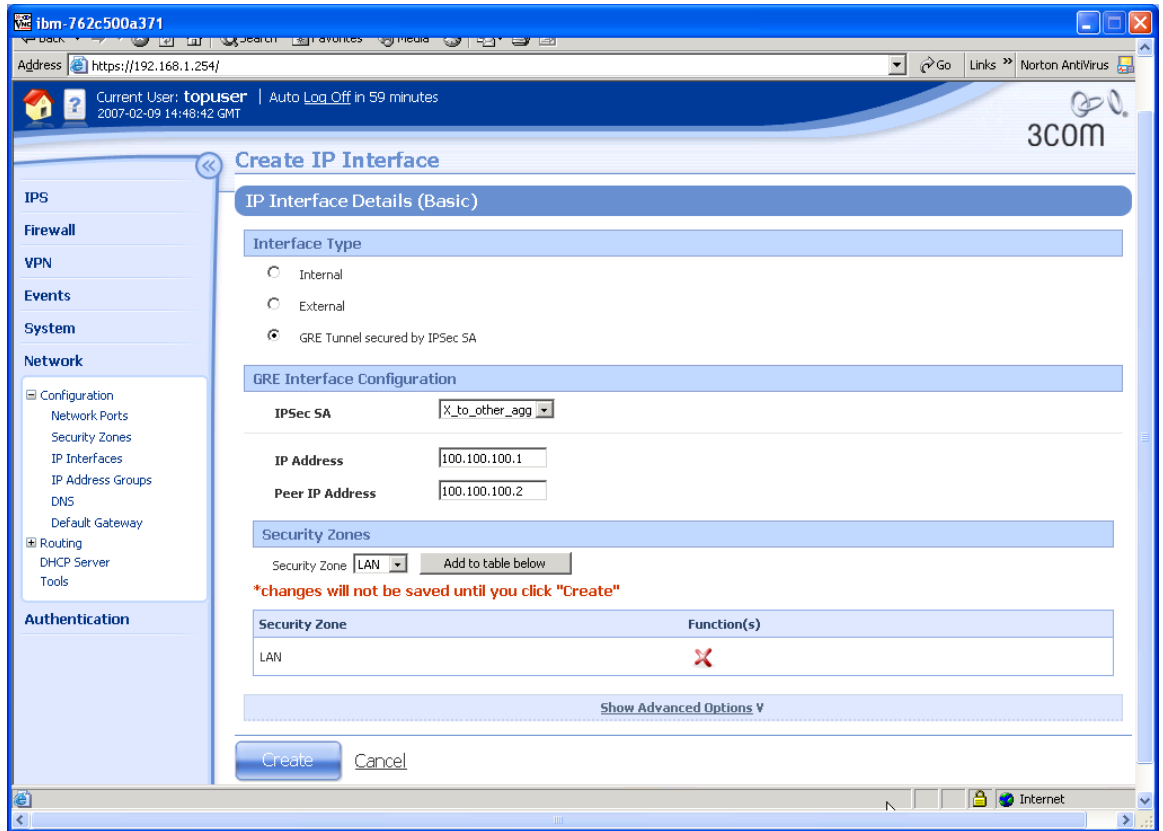 ibm-762c500a371
Back Search Favorites Media
Address https://192.168.1.254/ Go Links » Norton AntiVirus
Current User: topuser | Auto Log Off in 59 minutes
2007-02-09 14:48:42 GMT
3COM
Create IP Interface
IP Interface Details (Basic)
IPS
Firewall
VPN
Events
System
Network
Configuration
Network Ports
Security Zones
IP Interfaces
IP Address Groups
DNS
Default Gateway
Routing
DHCP Server
Tools
Authentication
Interface Type
Internal
External
GRE Tunnel secured by IPSec SA
GRE Interface Configuration
IPSec SA X_to_other_agg
IP Address 100.100.100.1
Peer IP Address 100.100.100.2
Security Zones
Security Zone LAN Add to table below
*changes will not be saved until you click "Create"
Security Zone Function(s)
LAN
Show Advanced Options V
Create Cancel
Internet